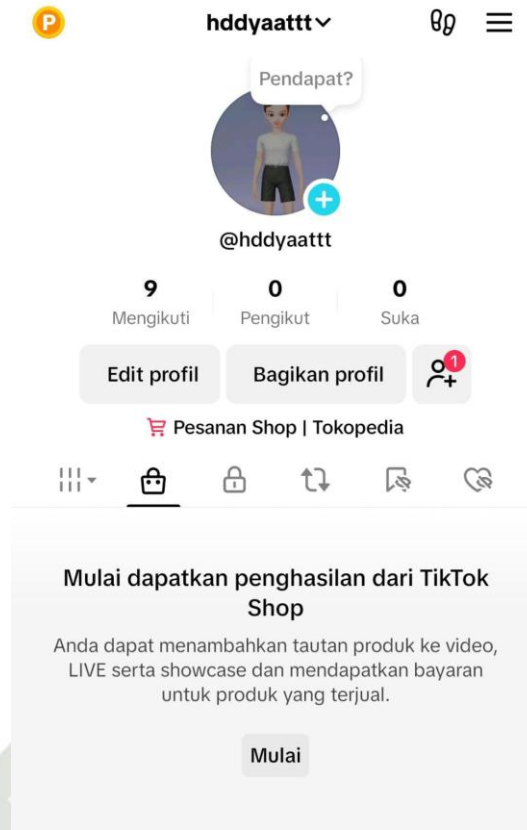 P
hddyaattt
Pendapat?
@hddyaattt
9 0 0
Mengikuti Pengikut Suka
Edit profil Bagikan profil 1
Pesanan Shop | Tokopedia
Mulai dapatkan penghasilan dari TikTok
Shop
Anda dapat menambahkan tautan produk ke video,
LIVE serta showcase dan mendapatkan bayaran
untuk produk yang terjual.
Mulai